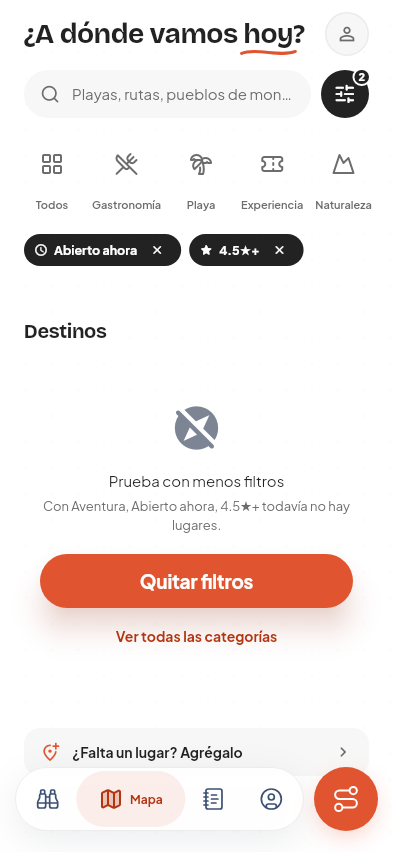 ¿A dónde vamos hoy?
Playas, rutas, pueblos de mon...
2
Todos
Gastronomía
Playa
Experiencia
Naturaleza
Abierto ahora ×
4.5★+ ×
Destinos
Prueba con menos filtros
Con Aventura, Abierto ahora, 4.5★+ todavía no hay
lugares.
Quitar filtros
Ver todas las categorías
¿Falta un lugar? Agrégalo
Mapa